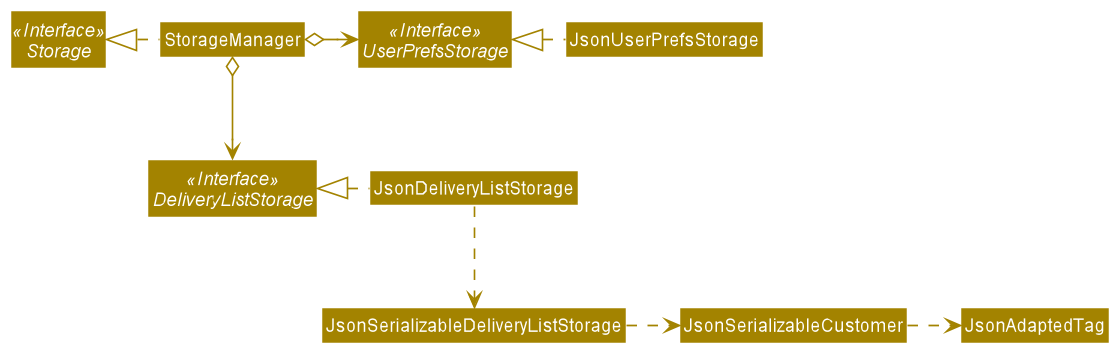 «Interface»
Storage
StorageManager
«Interface»
UserPrefsStorage
JsonUserPrefsStorage
«Interface»
DeliveryListStorage
JsonDeliveryListStorage
JsonSerializableDeliveryListStorage
JsonSerializableCustomer
JsonAdaptedTag